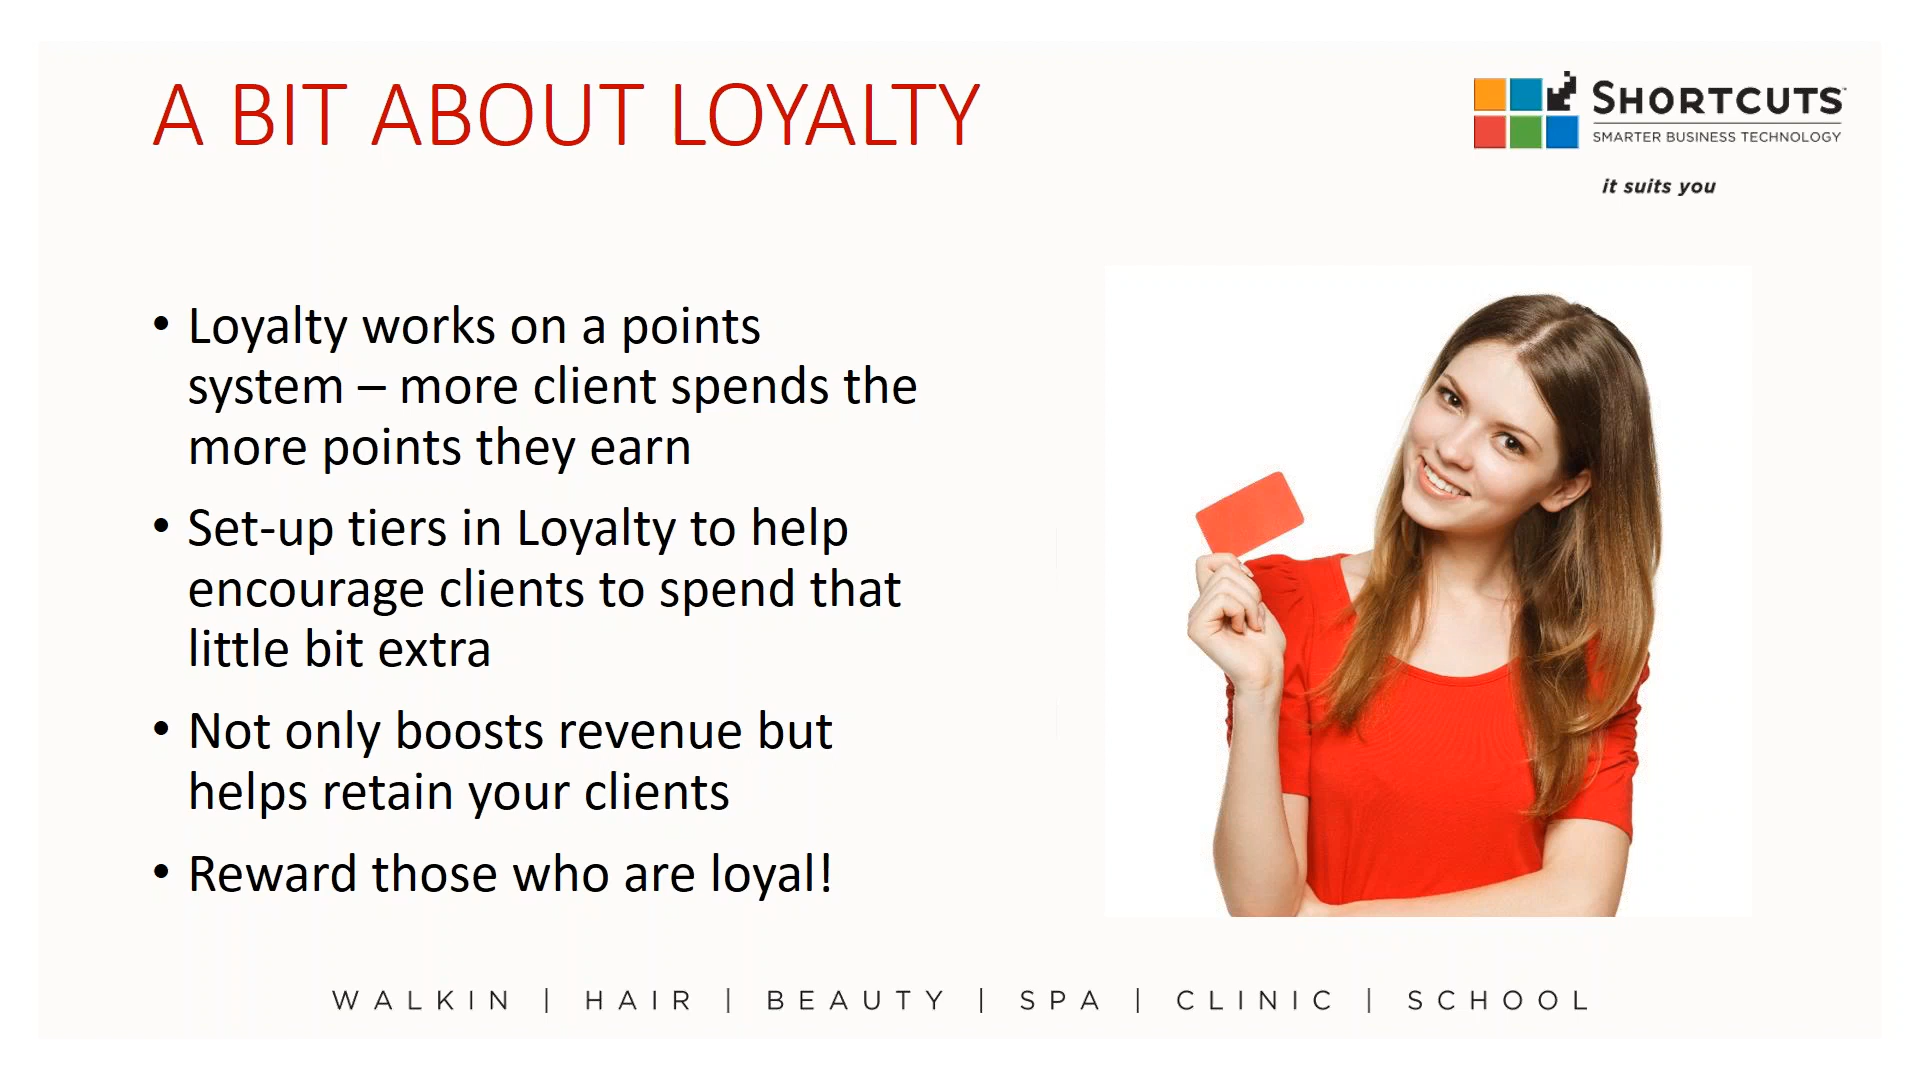 A BIT ABOUT LOYALTY
SHORTCUTS
SMARTER BUSINESS TECHNOLOGY
it suits you
• Loyalty works on a points
system – more client spends the
more points they earn
• Set-up tiers in Loyalty to help
encourage clients to spend that
little bit extra
• Not only boosts revenue but
helps retain your clients
• Reward those who are loyal!
WALKIN | HAIR | BEAUTY | SPA | CLINIC | SCHOOL